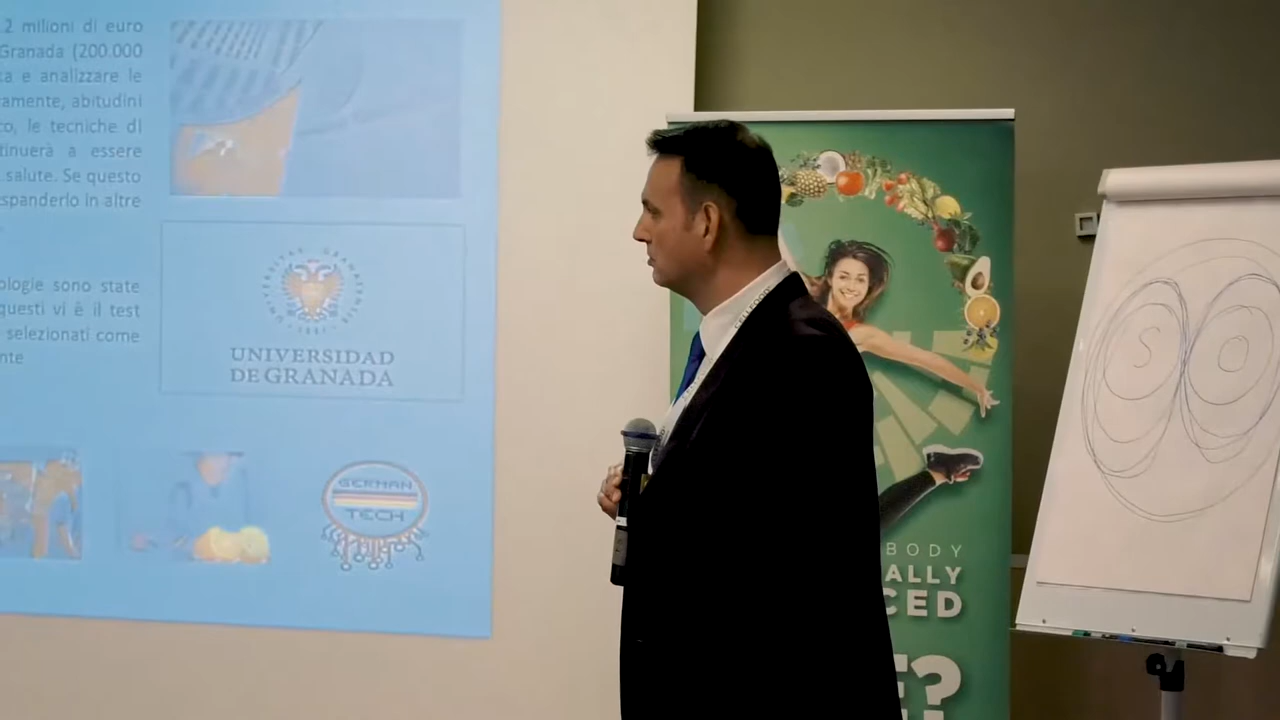 2 milioni di euro
Granada (200.000
a e analizzare le
amente, abitudini
co, le tecniche di
tinuerà a essere
salute. Se questo
spanderlo in altre
ologie sono state
questi vi è il test
selezionati come
nte
UNIVERSIDAD
DE GRANADA
GERMAN
TECH
BODY
ALLY
CED
E?
S
O